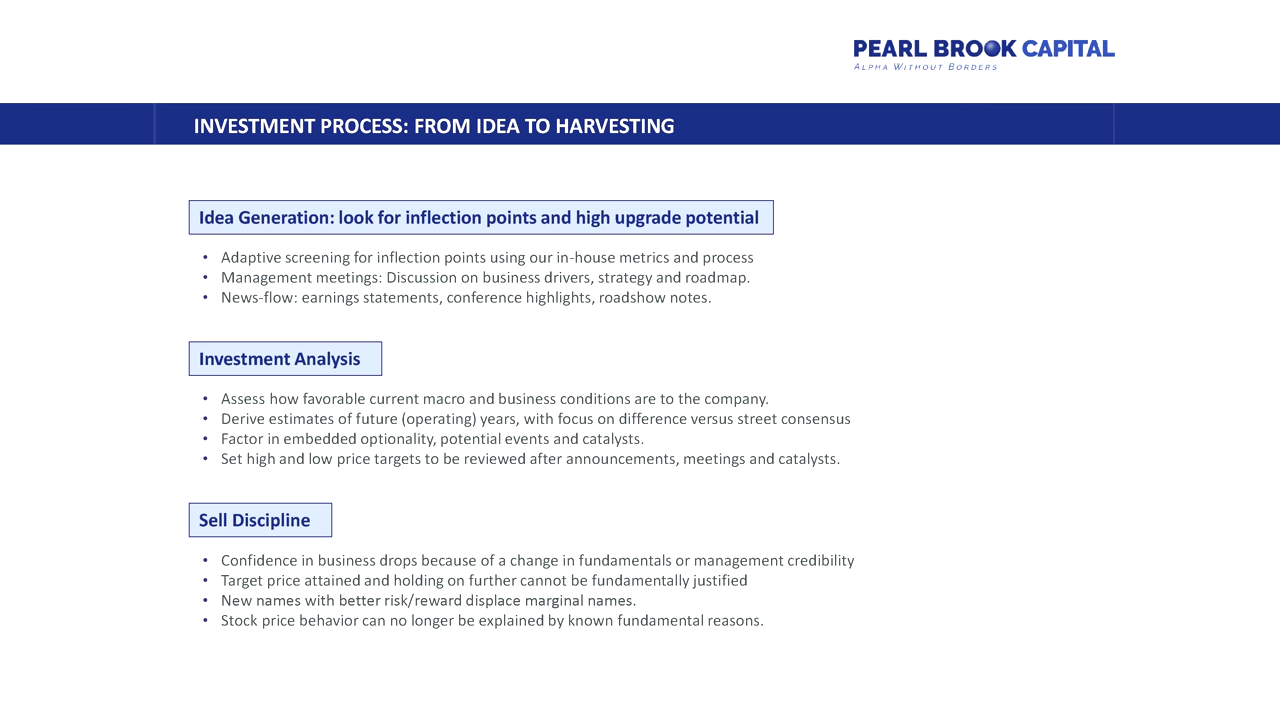 PEARL BROOK CAPITAL
ALPHA WITHOUT BORDERS
INVESTMENT PROCESS: FROM IDEA TO HARVESTING
Idea Generation: look for inflection points and high upgrade potential
• Adaptive screening for inflection points using our in-house metrics and process
• Management meetings: Discussion on business drivers, strategy and roadmap.
• News-flow: earnings statements, conference highlights, roadshow notes.
Investment Analysis
• Assess how favorable current macro and business conditions are to the company.
• Derive estimates of future (operating) years, with focus on difference versus street consensus
• Factor in embedded optionality, potential events and catalysts.
• Set high and low price targets to be reviewed after announcements, meetings and catalysts.
Sell Discipline
• Confidence in business drops because of a change in fundamentals or management credibility
• Target price attained and holding on further cannot be fundamentally justified
• New names with better risk/reward displace marginal names.
• Stock price behavior can no longer be explained by known fundamental reasons.